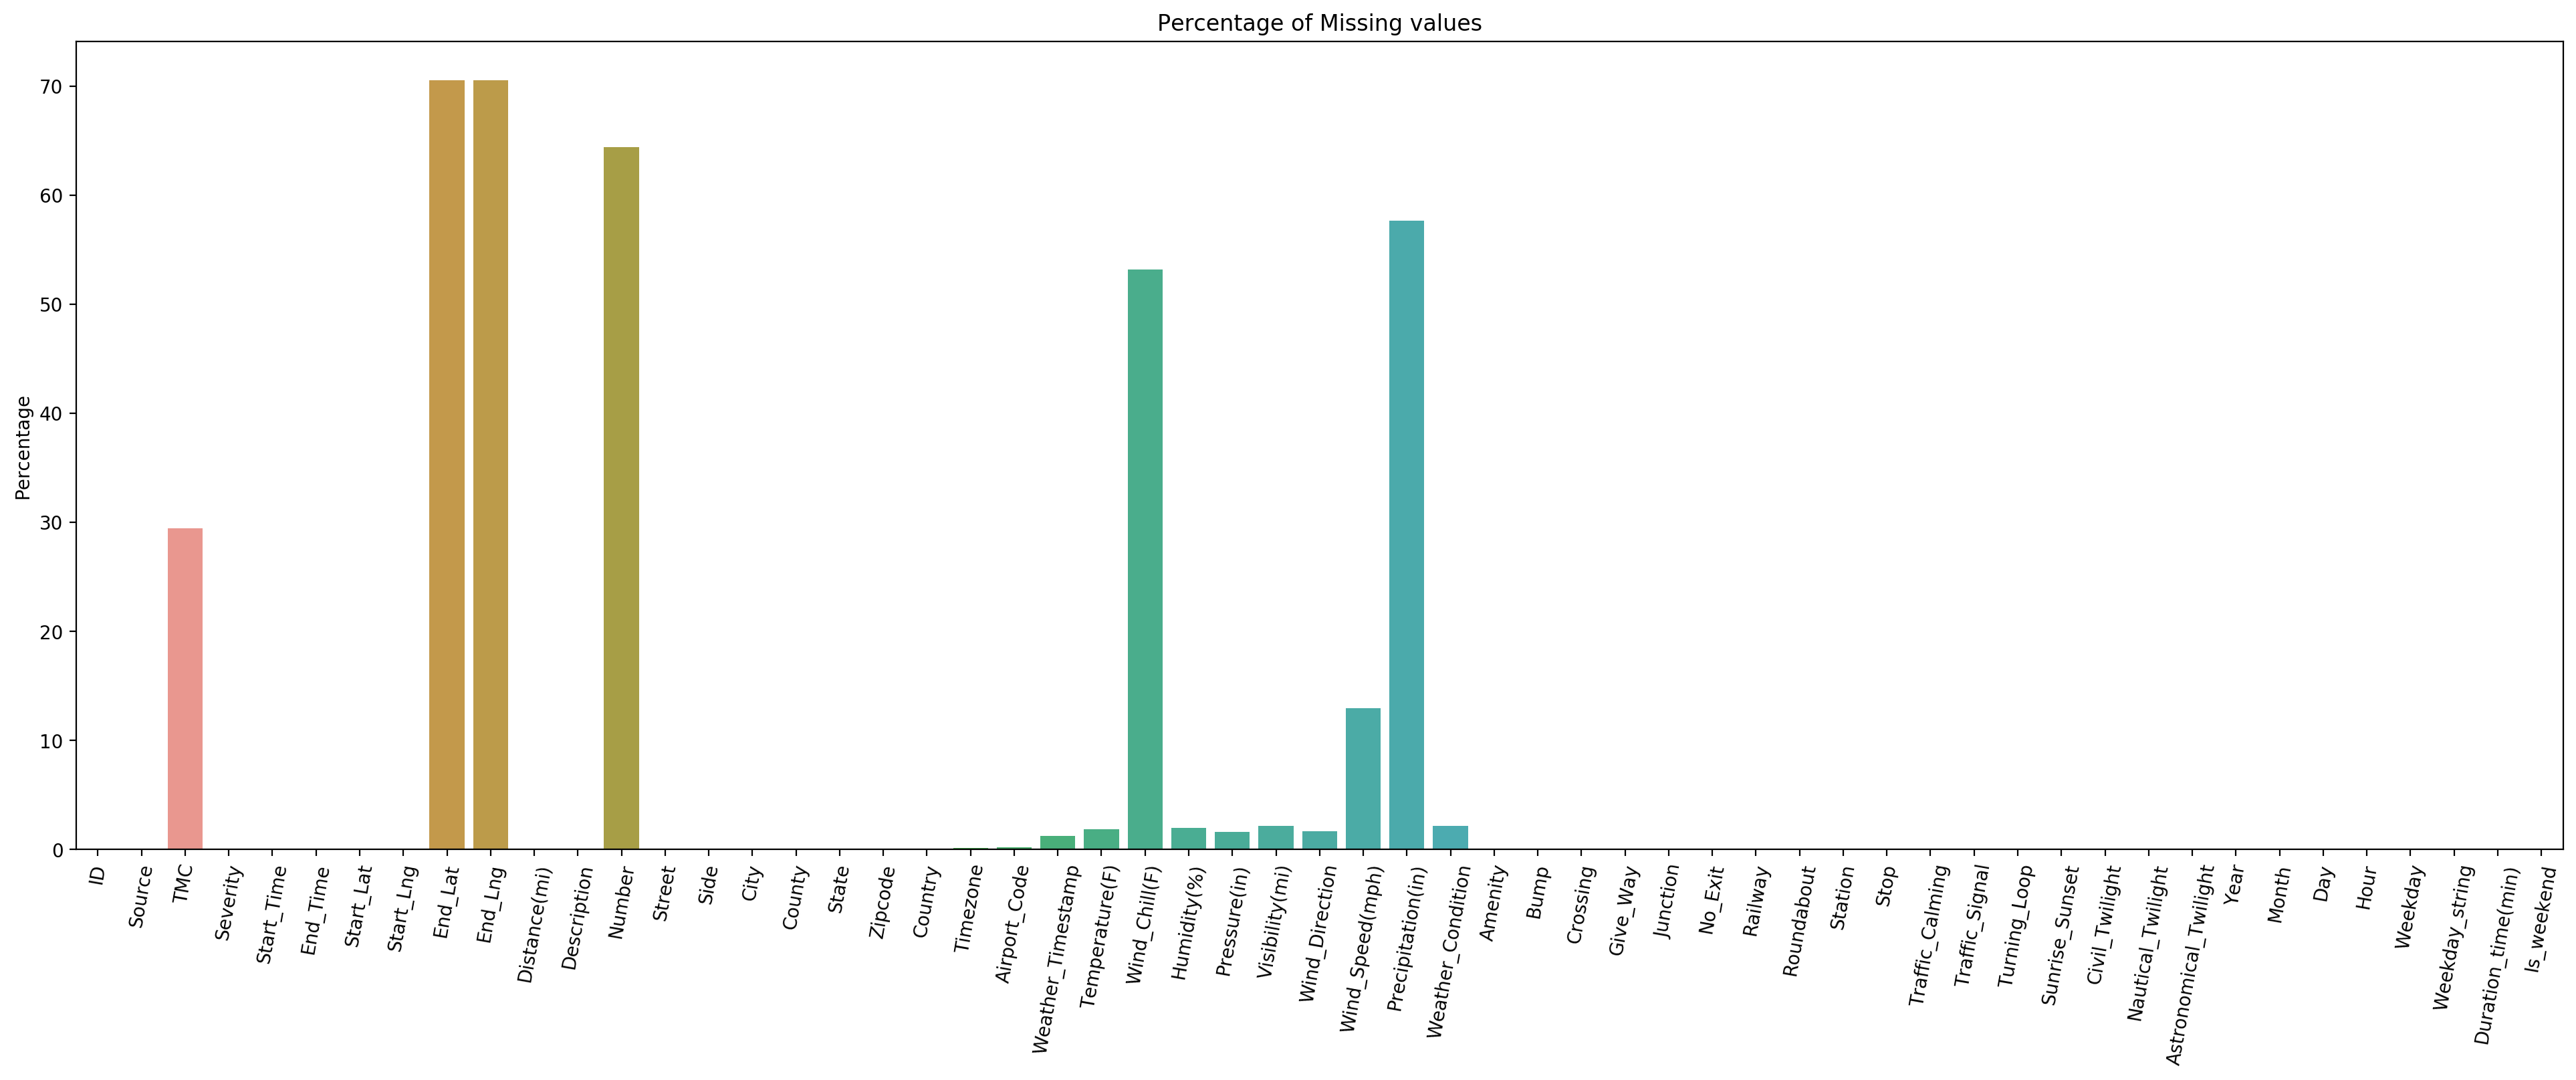 Percentage of Missing values
Percentage
70
60
50
40
30
20
10
0
ID
Source
TMC
Severity
Start_Time
End_Time
Start_Lat
Start_Lng
End_Lat
End_Lng
Distance(mi)
Description
Number
Street
Side
City
County
State
Zipcode
Country
Timezone
Airport_Code
Weather_Timestamp
Temperature(F)
Wind_Chill(F)
Humidity(%)
Pressure(in)
Visibility(mi)
Wind_Direction
Wind_Speed(mph)
Precipitation(in)
Weather_Condition
Amenity
Bump
Crossing
Give_Way
Junction
No_Exit
Railway
Roundabout
Station
Stop
Traffic_Calming
Traffic_Signal
Turning_Loop
Sunrise_Sunset
Civil_Twilight
Nautical_Twilight
Astronomical_Twilight
Year
Month
Day
Hour
Weekday
Weekday_string
Duration_time(min)
Is_weekend